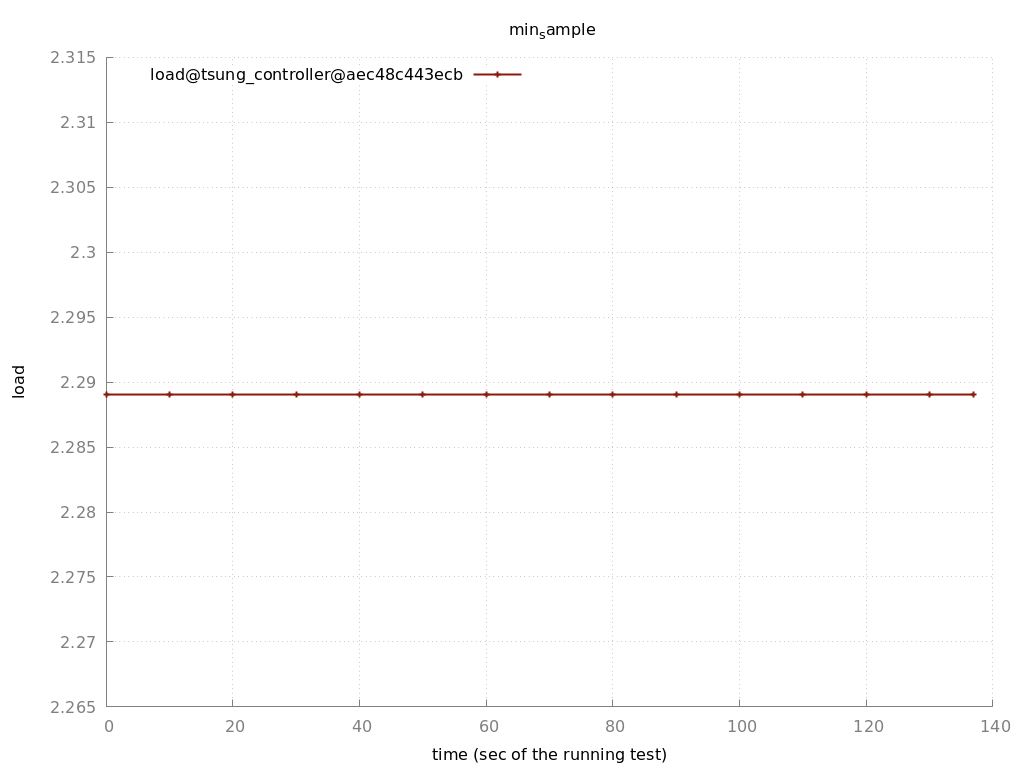 minsample
2.315
load@tsung_controller@aec48c443ecb
2.31
2.305
2.3
2.295
2.29
load
2.285
2.28
2.275
2.27
2.265
0 20 40 60 80 100 120 140
time (sec of the running test)